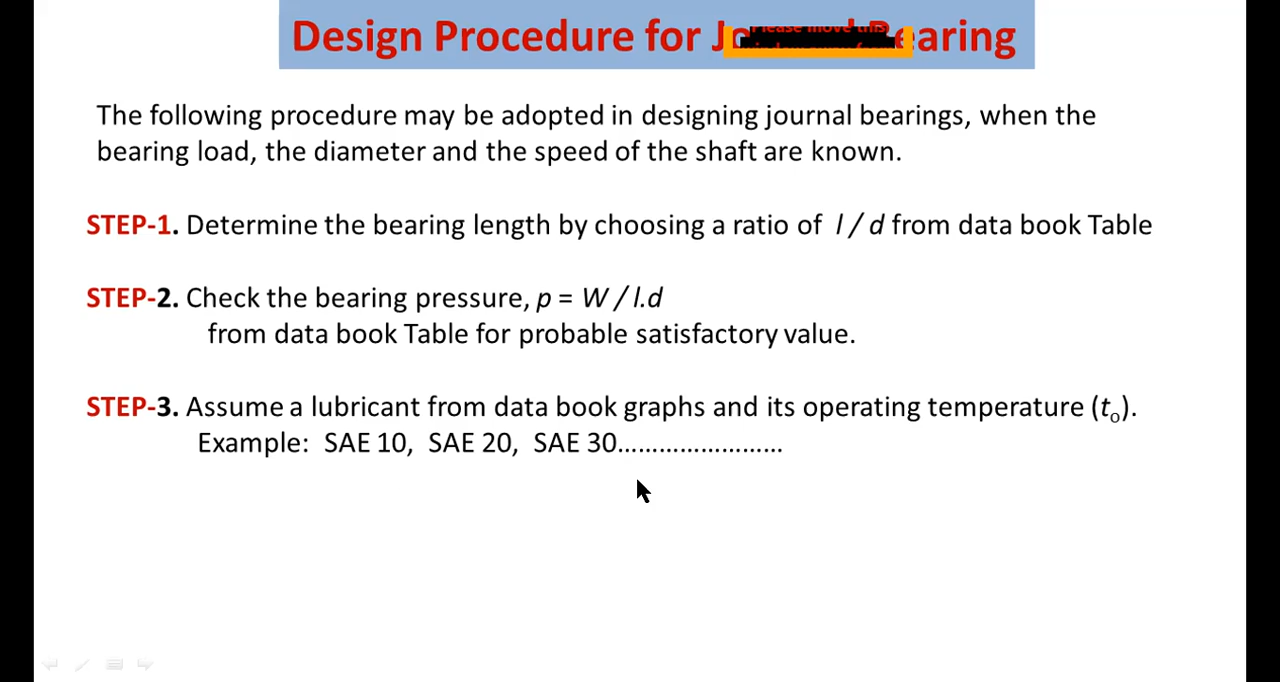 Design Procedure for Jo earing
Please move this
The following procedure may be adopted in designing journal bearings, when the
bearing load, the diameter and the speed of the shaft are known.
STEP-1. Determine the bearing length by choosing a ratio of l / d from data book Table
STEP-2. Check the bearing pressure, p = W / l.d
from data book Table for probable satisfactory value.
STEP-3. Assume a lubricant from data book graphs and its operating temperature (to).
Example: SAE 10, SAE 20, SAE 30........................